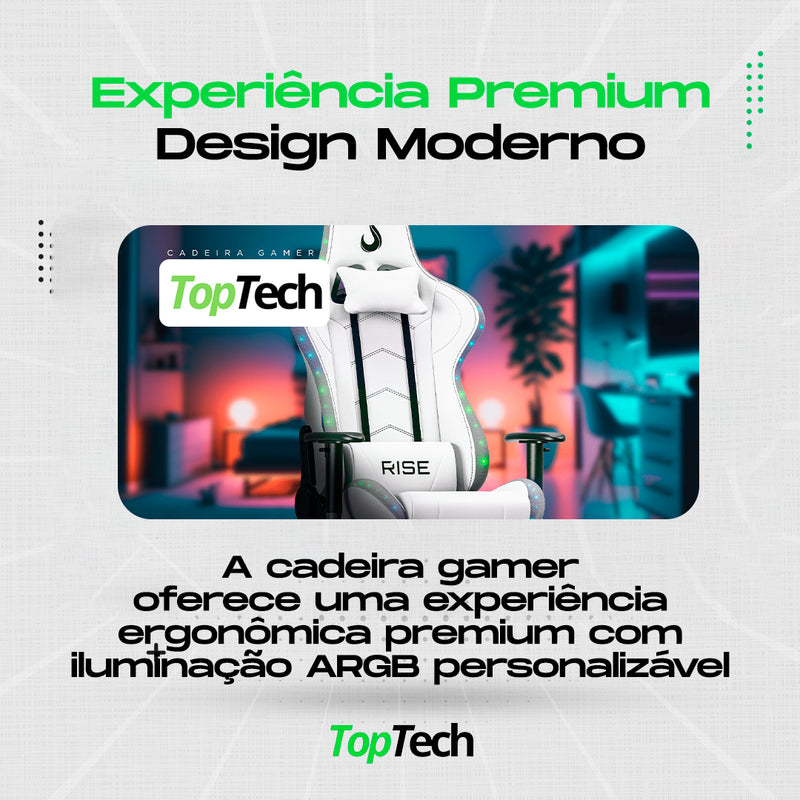 Experiência Premium
Design Moderno
CADEIRA GAMER
TopTech
RISE
A cadeira gamer
oferece uma experiência
ergonômica premium com
iluminação ARGB personalizável
TopTech